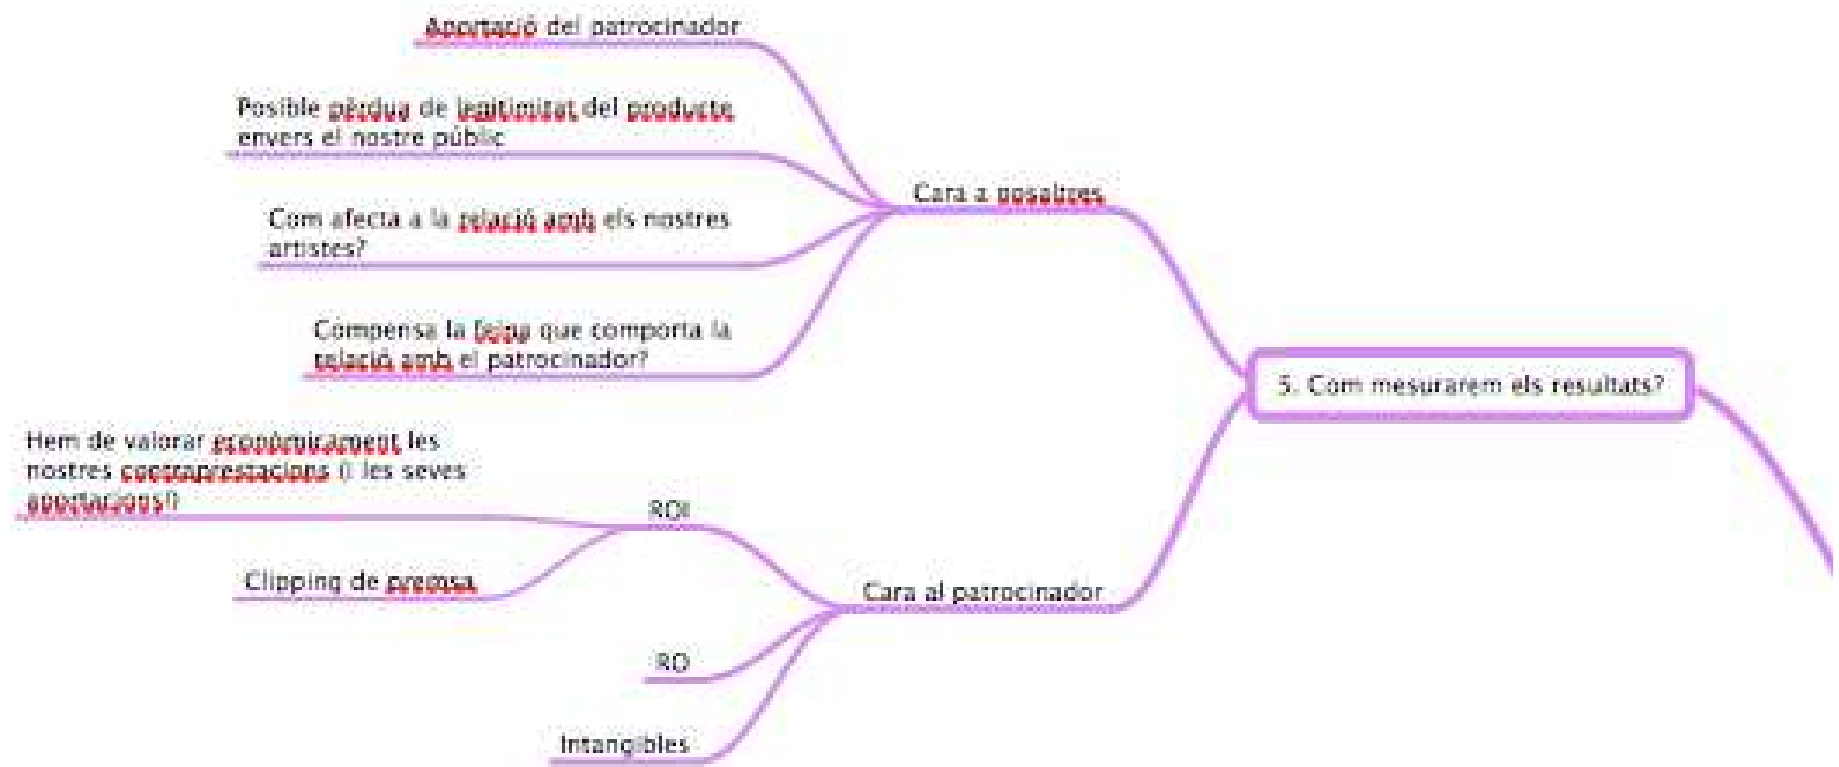 Aportació del patrocinador
Posible pèrdua de legitimitat del producte
envers el nostre públic
Cara a nosaltres
Com afecta a la relació amb els nostres
artistes?
Compensa la feina que comporta la
relació amb el patrocinador?
5. Com mesurarem els resultats?
Hem de valorar econòmicament les
nostres contraprestacions (i les seves
aportacions!)
ROI
Clipping de premsa
Cara al patrocinador
RO
Intangibles